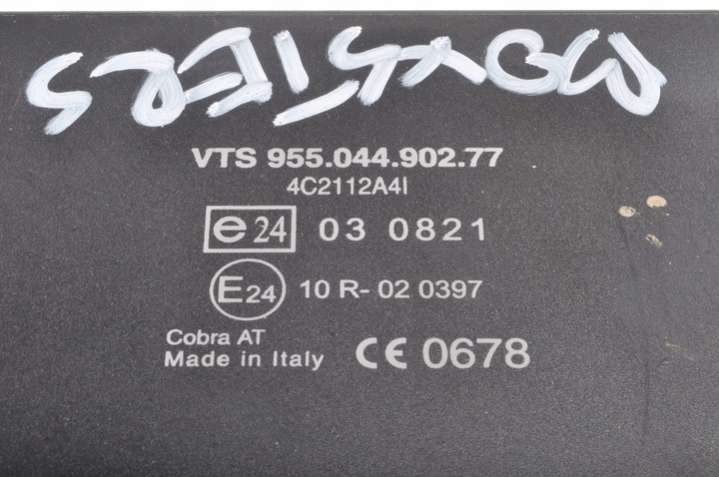 VTS 955.044.902.77
4C2112A4I
e24 03 0821
E24 10 R- 02 0397
Cobra AT
Made in Italy CE 0678